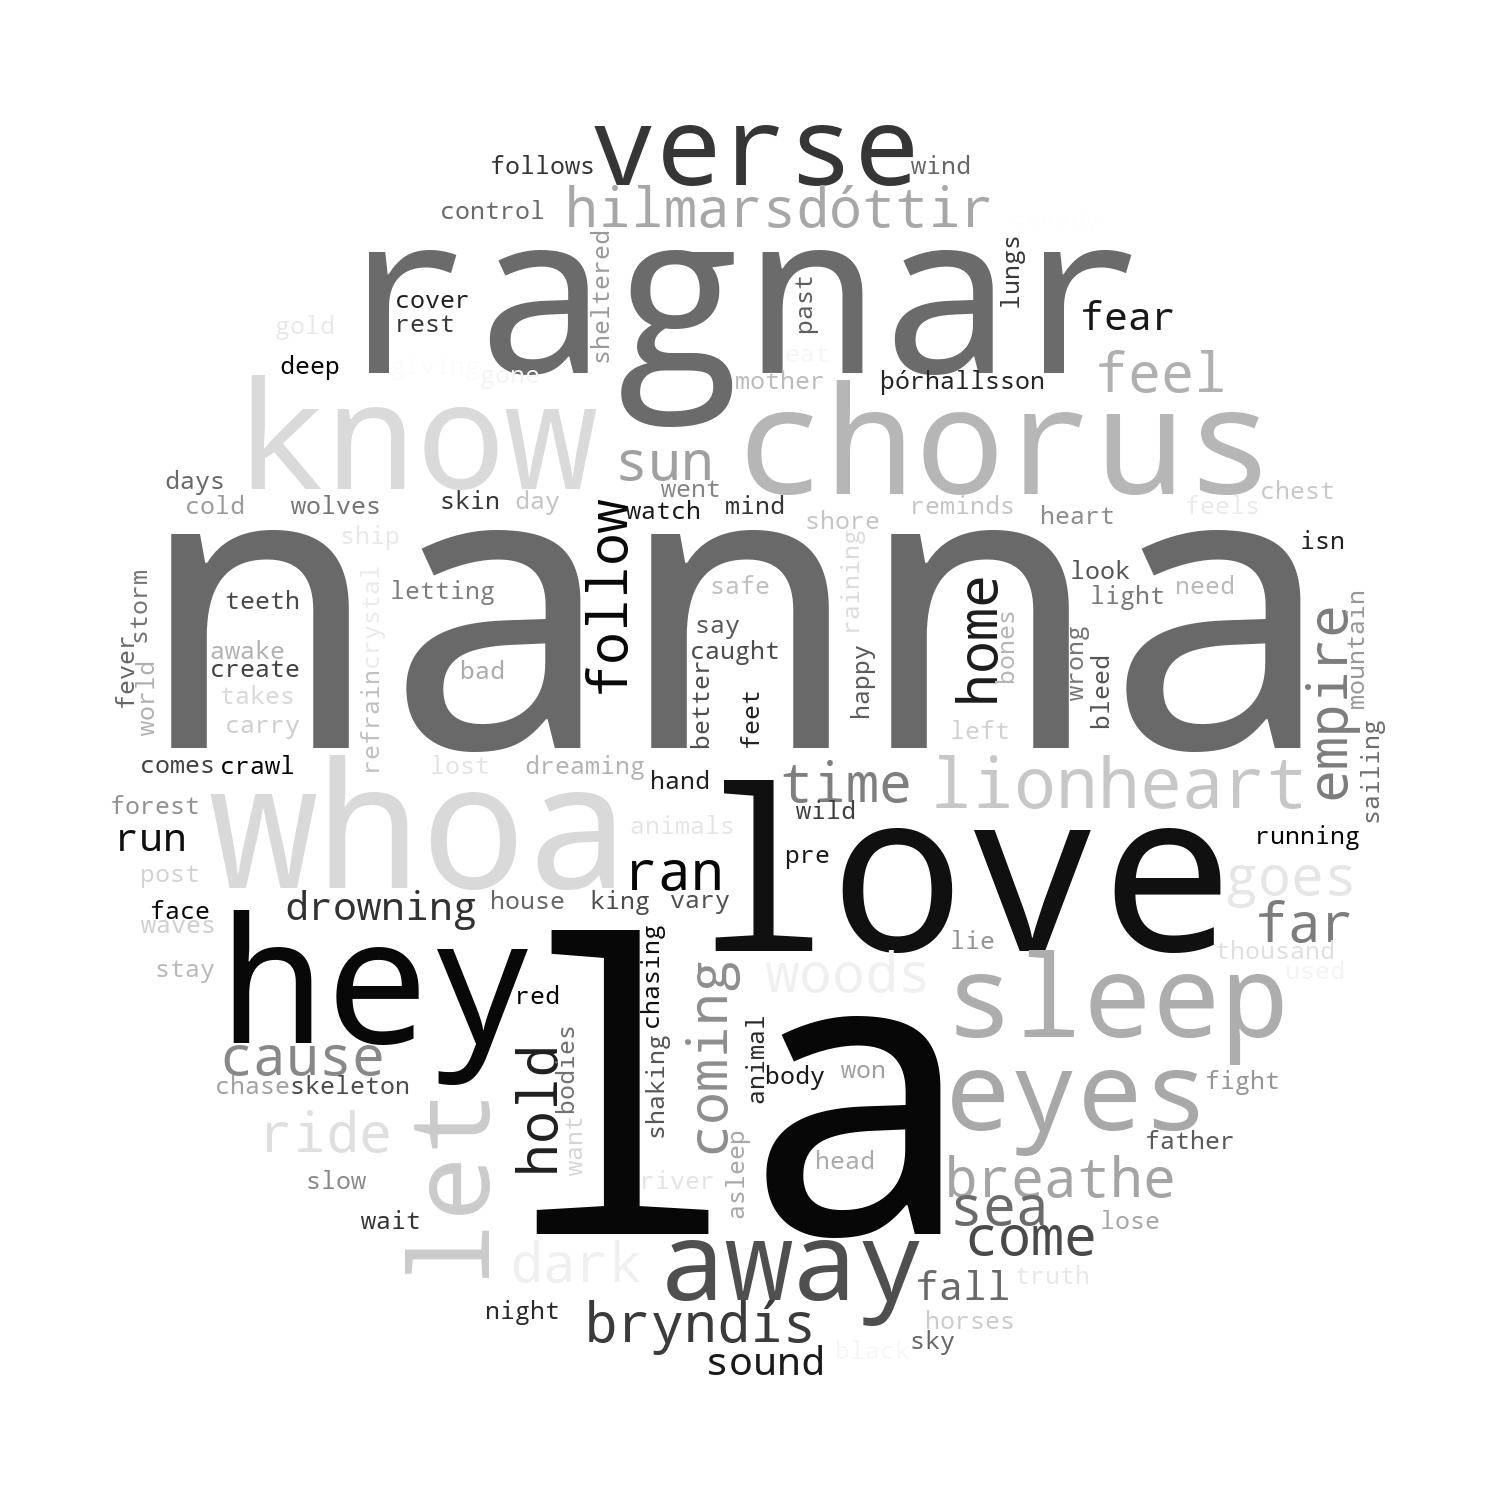 verse
follows
wind
control
hilmarsdóttir
ragnar
sheltered
lungs
cover
past
rest
gold
fear
deep
giving
gone
eat
mother
þórhallsson
feel
know
chorus
sun
days
went
chest
cold
wolves
skin
day
follow
watch
mind
shore
reminds
heart
feels
ship
raining
isn
nanna
storm
teeth
refraincrystal
letting
safe
home
look
light
need
say
bones
empire
mountain
fever
world
awake
create
bad
caught
better
happy
wrong
bleed
takes
carry
feet
left
comes
crawl
lost
dreaming
hand
time
lionheart
sailing
forest
whoa
love
wild
run
animals
running
ran
pre
post
goes
face
drowning
house
king
vary
far
waves
hey
la
chasing
lie
stay
thousand
used
woods
sleep
red
coming
cause
hold
bodies
shaking
animal
body
won
eyes
fight
chase
skeleton
ride
let
want
asleep
father
head
breathe
slow
river
sea
wait
lose
come
dark
away
fall
truth
night
bryndís
horses
sky
sound
black